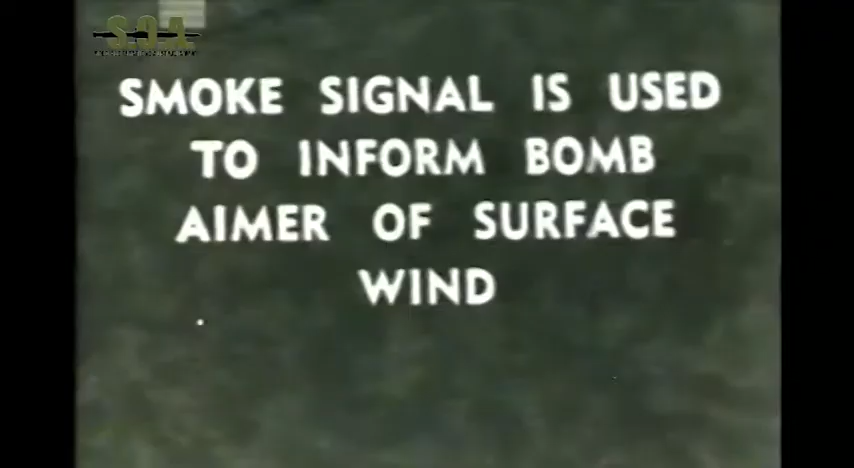 S.O.A.
SMOKE SIGNAL IS USED
TO INFORM BOMB
AIMER OF SURFACE
WIND